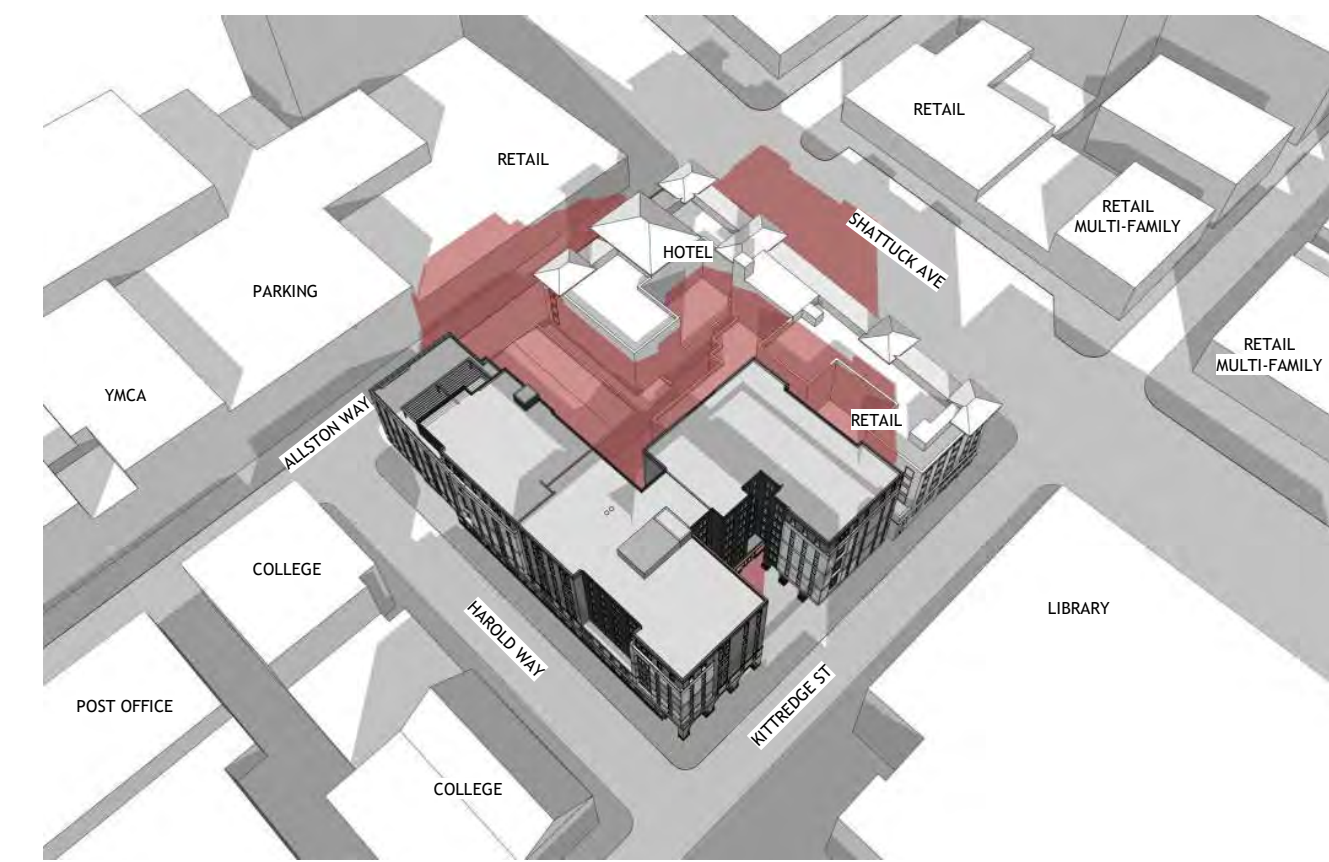 RETAIL
RETAIL
RETAIL
MULTI-FAMILY
SHATTUCK AVE
HOTEL
PARKING
RETAIL
MULTI-FAMILY
YMCA
RETAIL
ALLSTON WAY
COLLEGE
LIBRARY
HAROLD WAY
POST OFFICE
KITTREDGE ST
COLLEGE